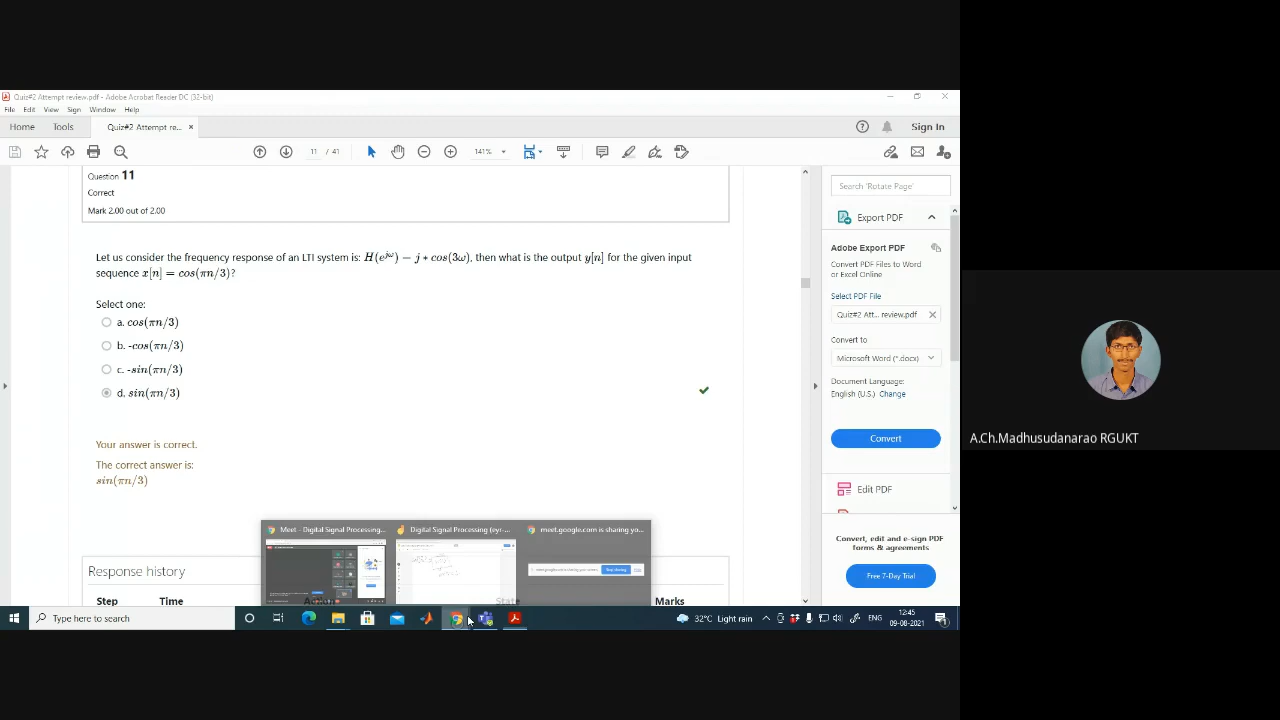 Quiz#2 Attempt review.pdf - Adobe Acrobat Reader DC (32-bit)
File Edit View Sign Window Help
Home Tools Quiz#2 Attempt re... × Sign In
11 / 41 141%
Question 11
Correct
Mark 2.00 out of 2.00
Let us consider the frequency response of an LTI system is: H(e^{jω}) − j ∗ cos(3ω), then what is the output y[n] for the given input
sequence x[n] = cos(πn/3)?
Select one:
a. cos(πn/3)
b. -cos(πn/3)
c. -sin(πn/3)
d. sin(πn/3)
Your answer is correct.
The correct answer is:
sin(πn/3)
Response history
Step Time State Marks
Search 'Rotate Page'
Export PDF
Adobe Export PDF
Convert PDF Files to Word
or Excel Online
Select PDF File
Quiz#2 Att... review.pdf
Convert to
Microsoft Word (*.docx)
Document Language:
English (U.S.) Change
Convert
Edit PDF
Convert, edit and e-sign PDF
forms & agreements
Free 7-Day Trial
Meet - Digital Signal Processing...
Digital Signal Processing (eyr-...
meet.google.com is sharing yo...
Stop sharing
Type here to search
32°C Light rain
ENG
12:45
09-08-2021
A.Ch.Madhusudanarao RGUKT